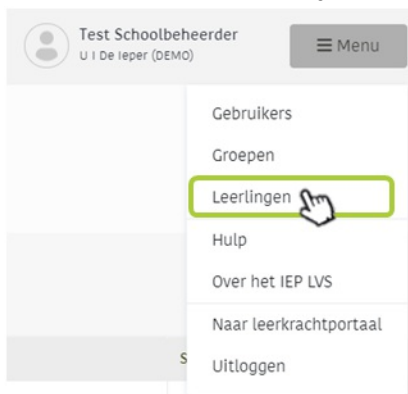 Test Schoolbeheerder
U I De Ieper (DEMO)
☰ Menu
Gebruikers
Groepen
Leerlingen
Hulp
Over het IEP LVS
Naar leerkrachtportaal
S
Uitloggen